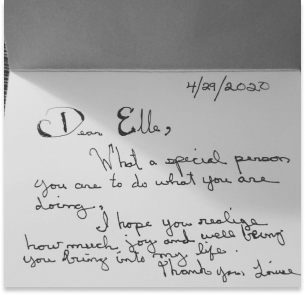 4/29/2020
Dear Elle,
What a special person
you are to do what you are
doing,
I hope you realize
how much joy and well being
you bring into my life.
Thank you, Louise